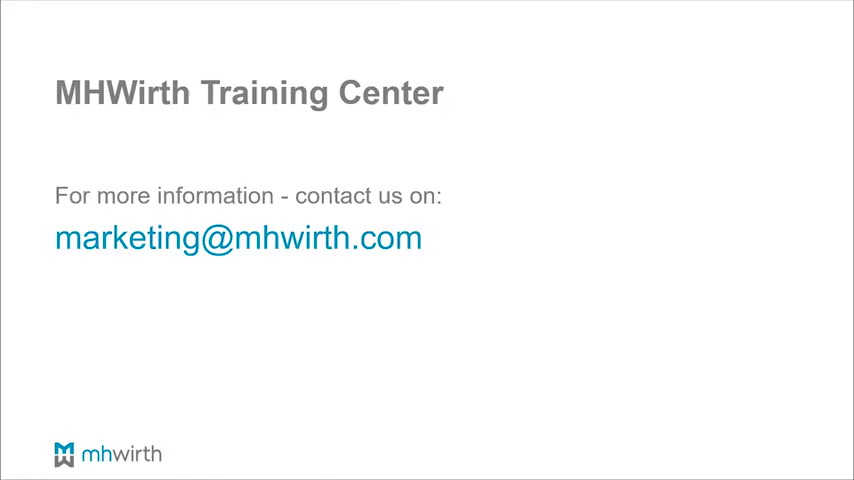 MHWirth Training Center
For more information - contact us on:
marketing@mhwirth.com
mhwirth